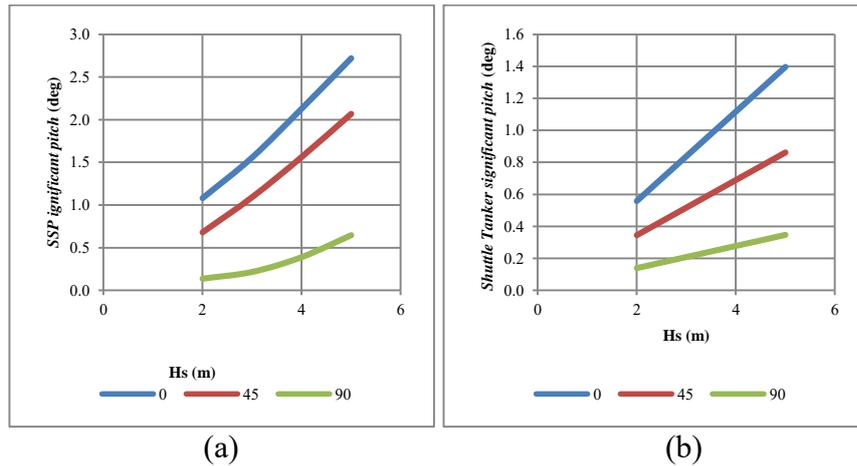 SSP ignificant pitch (deg)
3.0
2.5
2.0
1.5
1.0
0.5
0.0
0 2 4 6
Hs (m)
0 45 90
(a)
Shuttle Tanker significant pitch (deg)
1.6
1.4
1.2
1.0
0.8
0.6
0.4
0.2
0.0
0 2 4 6
Hs (m)
0 45 90
(b)